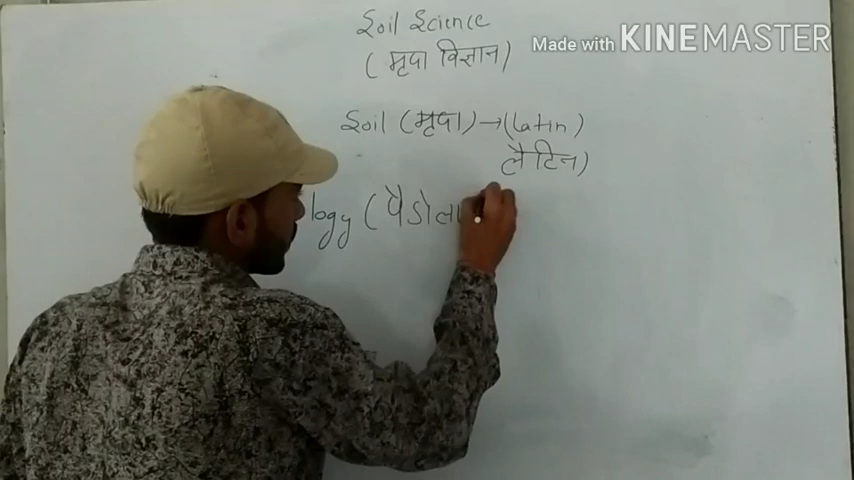 Soil Science
Made with KINEMASTER
(मृदा विज्ञान)
Soil (मृदा) → (Latin)
लैटिन)
logy (पैडोला